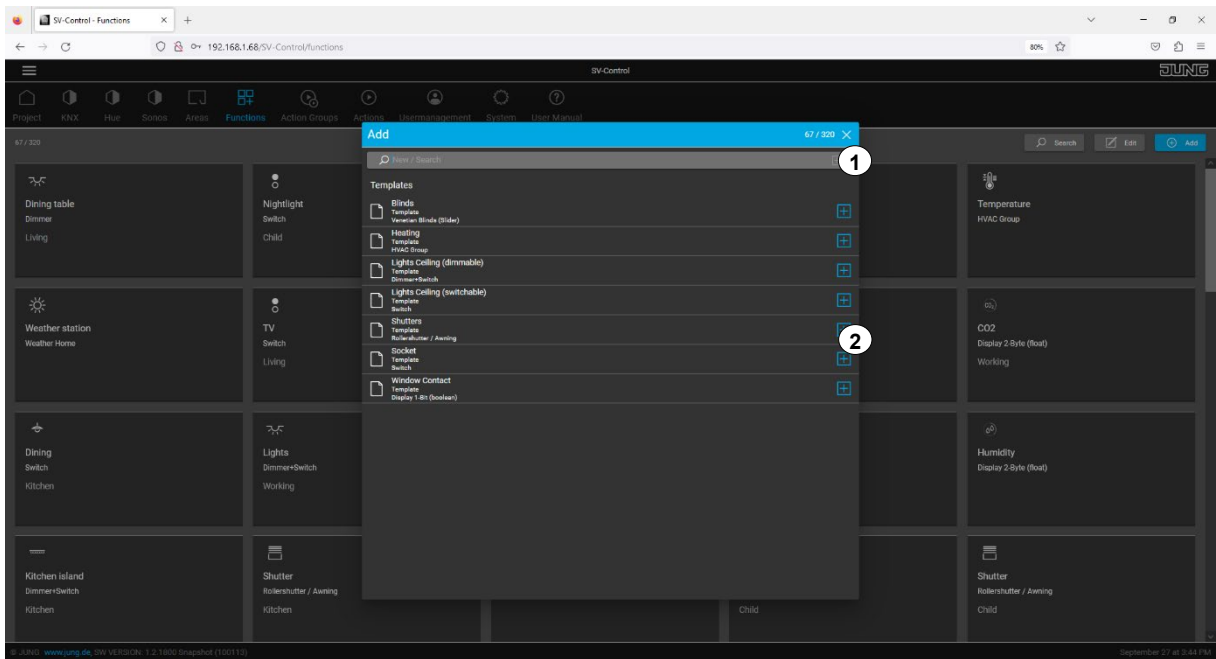 SV-Control - Functions
192.168.1.68/SV-Control/functions
80%
SV-Control
JUNG
Project KNX Hue Sonos Areas Functions Action Groups Actions Usermanagement System User Manual
67 / 320
Search Edit Add
Add 67 / 320
New / Search
1
Templates
Blinds
Template
Venetian Blinds (Slider)
Heating
Template
HVAC Group
Lights Ceiling (dimmable)
Template
Dimmer+Switch
Lights Ceiling (switchable)
Template
Switch
Shutters
Template
Rollershutter / Awning
2
Socket
Template
Switch
Window Contact
Template
Display 1-Bit (boolean)
Dining table
Dimmer
Living
Nightlight
Switch
Child
Temperature
HVAC Group
Weather station
Weather Home
TV
Switch
Living
CO2
Display 2-Byte (float)
Working
Dining
Switch
Kitchen
Lights
Dimmer+Switch
Working
Humidity
Display 2-Byte (float)
Kitchen island
Dimmer+Switch
Kitchen
Shutter
Rollershutter / Awning
Kitchen
Child
Shutter
Rollershutter / Awning
Child
© JUNG www.jung.de, SW VERSION: 1.2.1800 Snapshot (100113)
September 27 at 3:44 PM